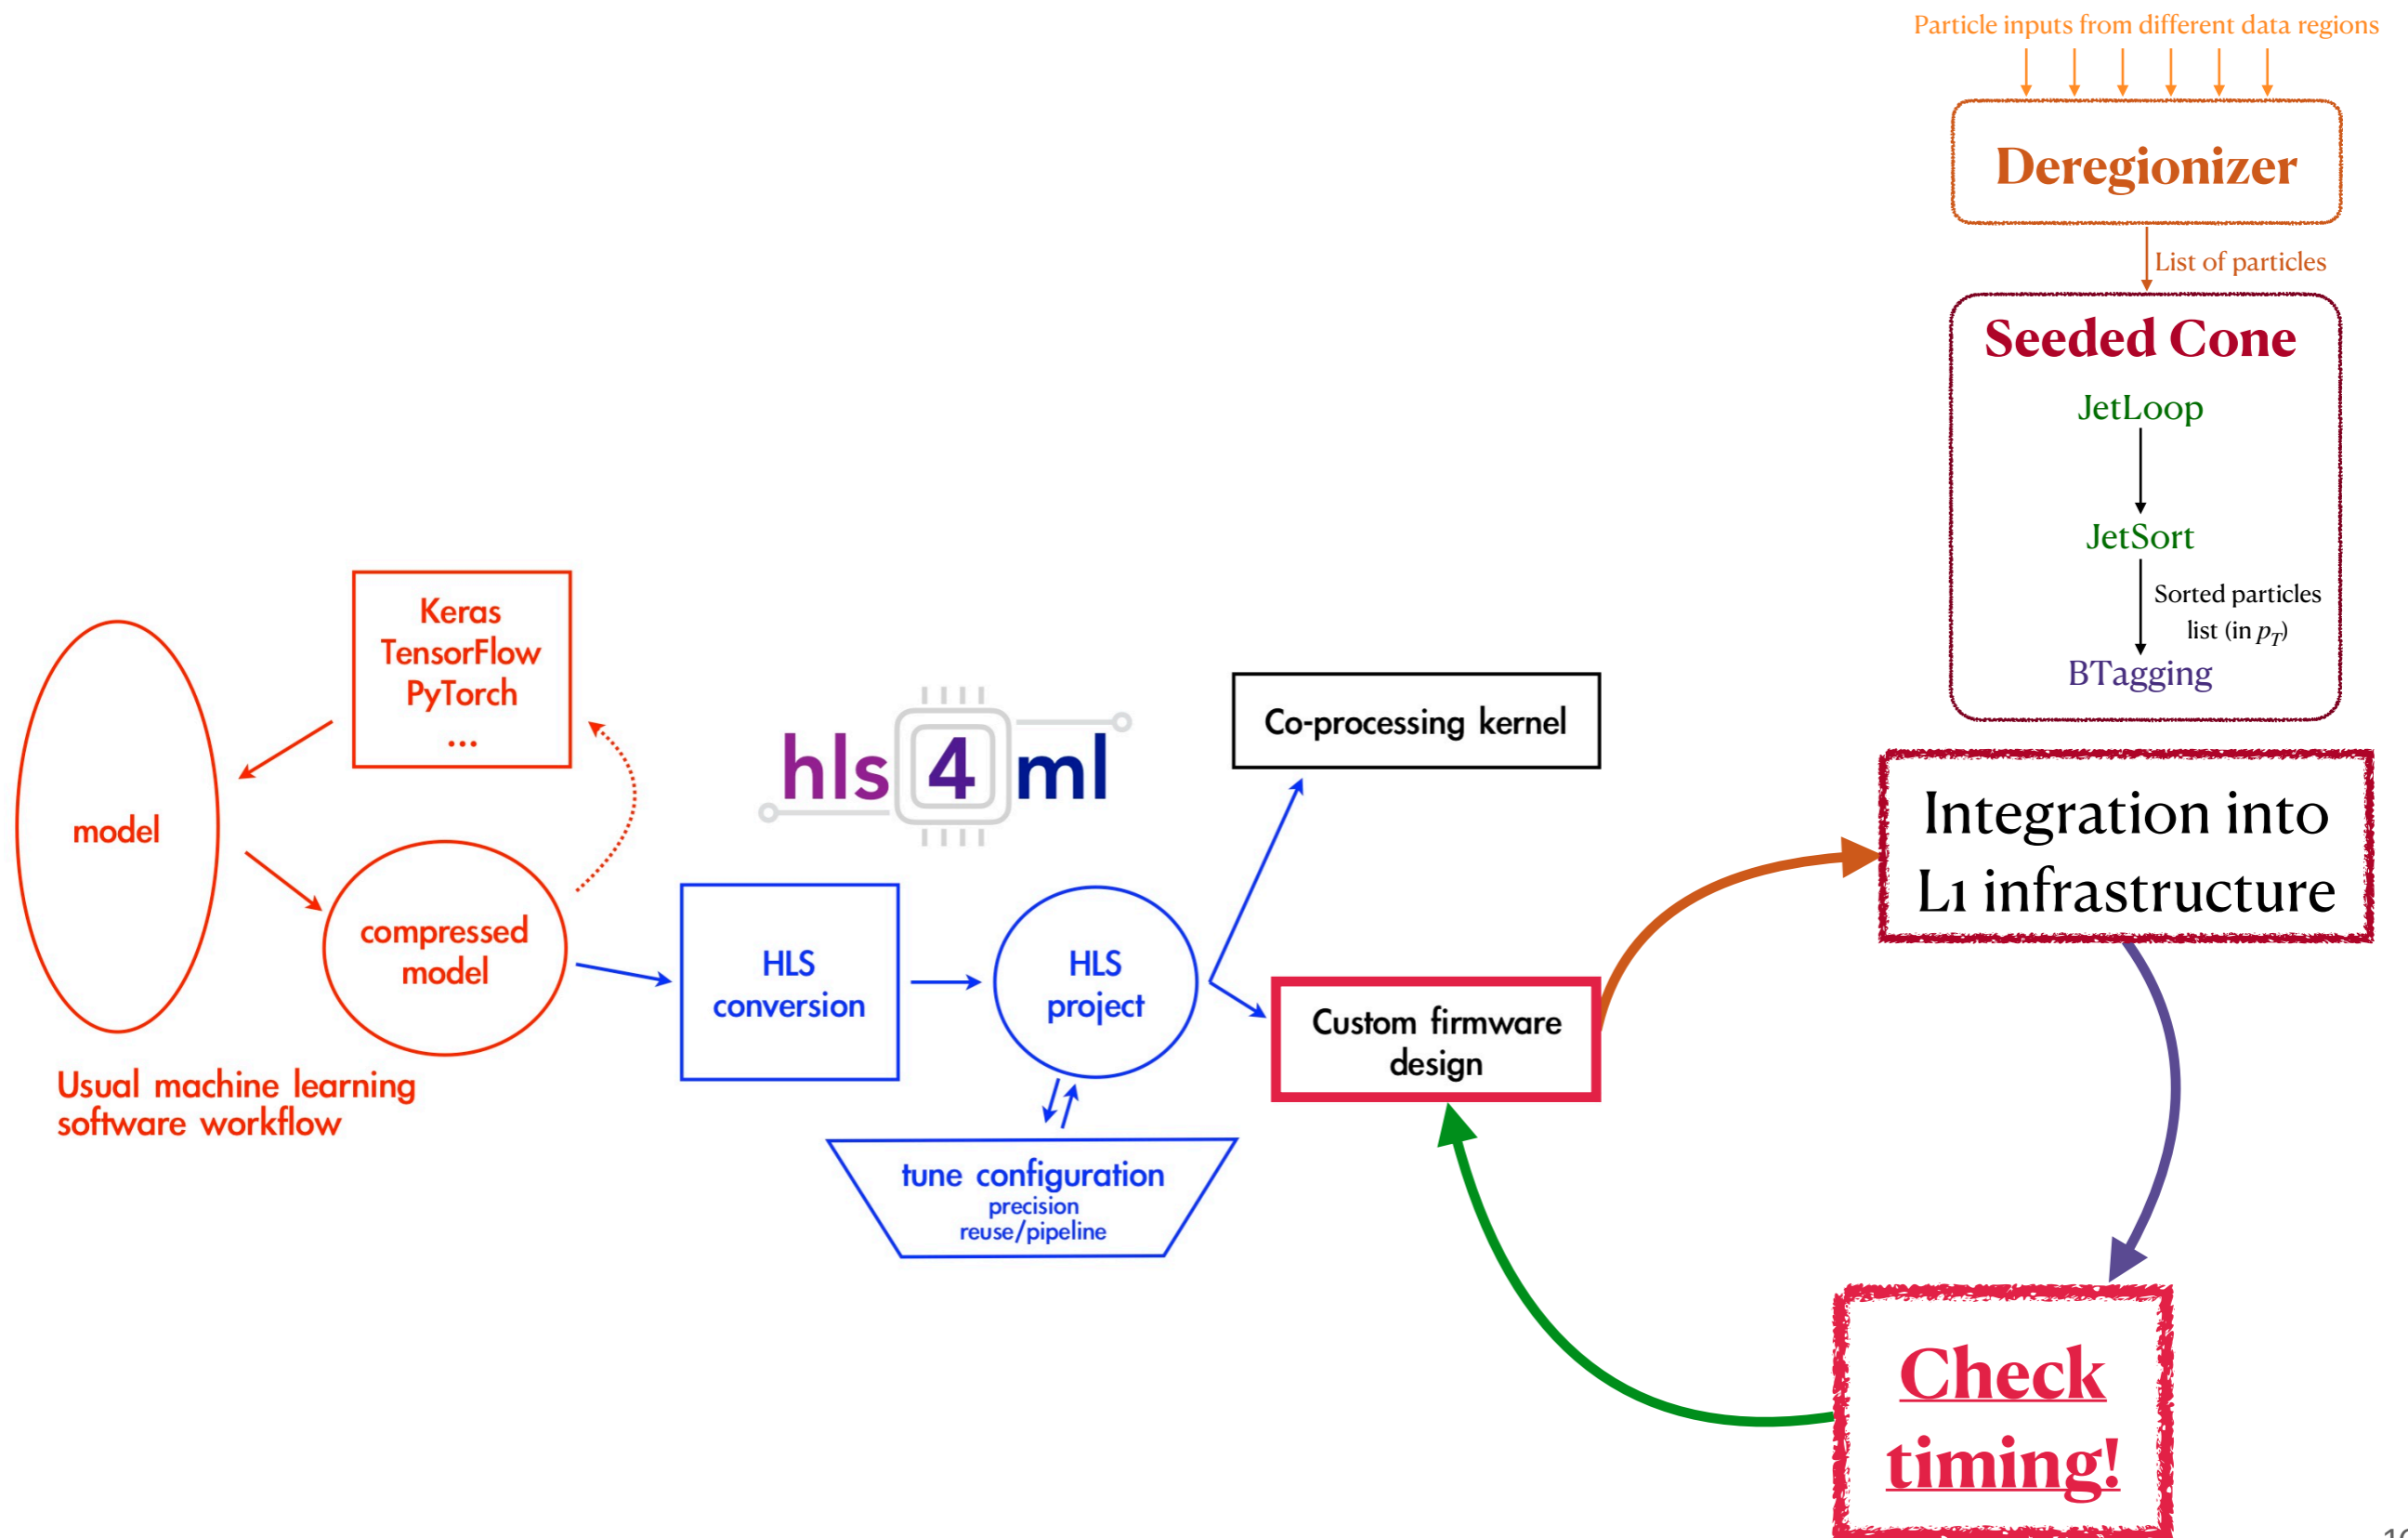 Particle inputs from different data regions
Deregionizer
List of particles
Seeded Cone
JetLoop
JetSort
Sorted particles
list (in p_T)
BTagging
Keras
TensorFlow
PyTorch
...
model
compressed
model
Usual machine learning
software workflow
hls 4 ml
HLS
conversion
HLS
project
tune configuration
precision
reuse/pipeline
Co-processing kernel
Custom firmware
design
Integration into
L1 infrastructure
Check
timing!